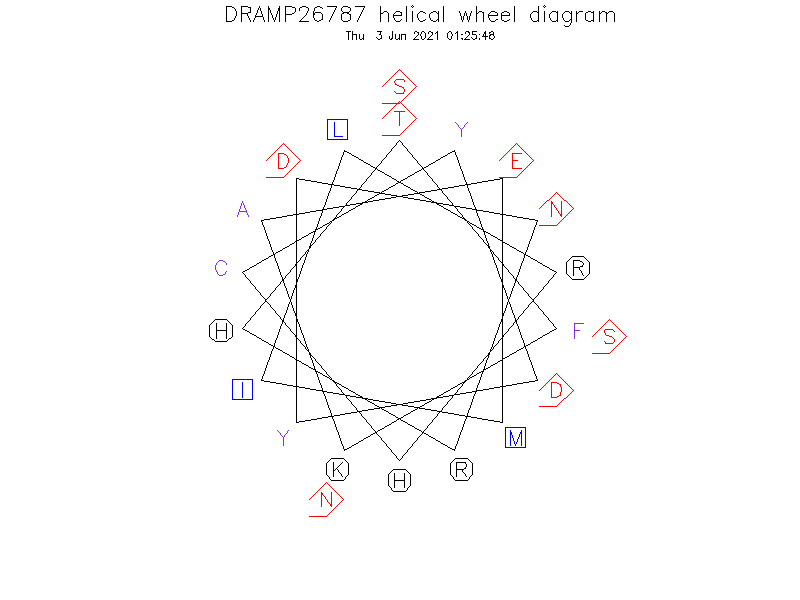 DRAMP26787 helical wheel diagram
Thu 3 Jun 2021 01:25:48
S
T
L
Y
D
E
A
N
C
R
H
F
S
I
D
Y
M
K
H
R
N